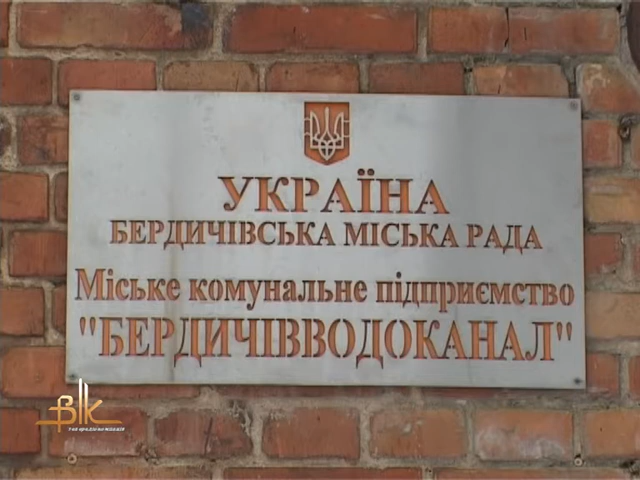 УКРАЇНА
БЕРДИЧІВСЬКА МІСЬКА РАДА
Міське комунальне підприємство
"БЕРДИЧІВВОДОКАНАЛ"